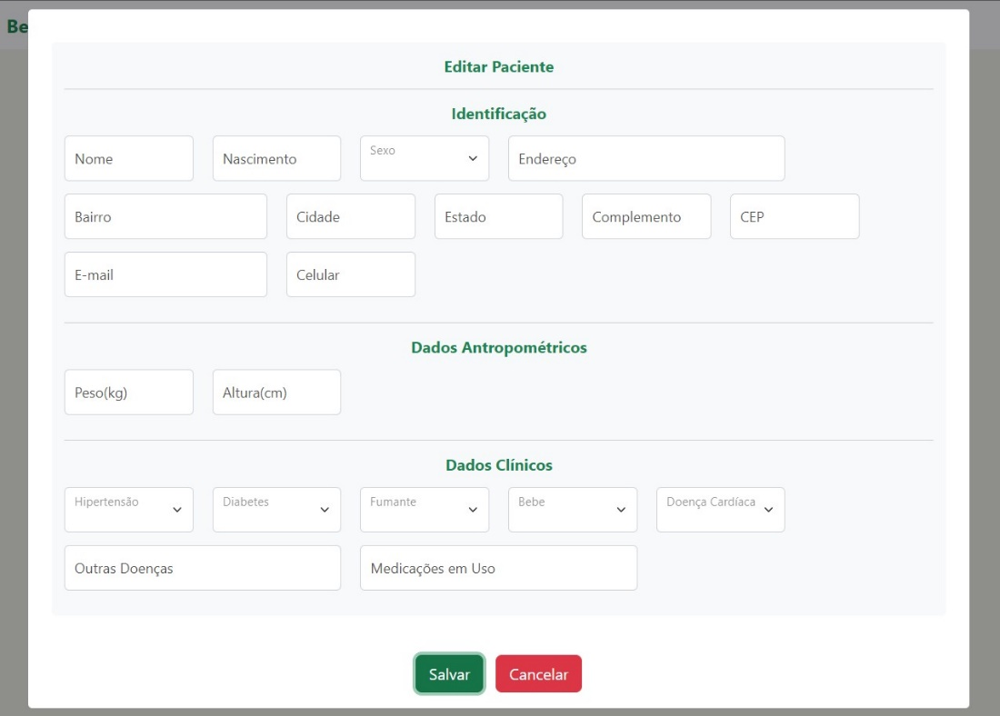 Be
Editar Paciente
Identificação
Nome Nascimento Sexo Endereço
Bairro Cidade Estado Complemento CEP
E-mail Celular
Dados Antropométricos
Peso(kg) Altura(cm)
Dados Clínicos
Hipertensão Diabetes Fumante Bebe Doença Cardíaca
Outras Doenças Medicações em Uso
Salvar Cancelar